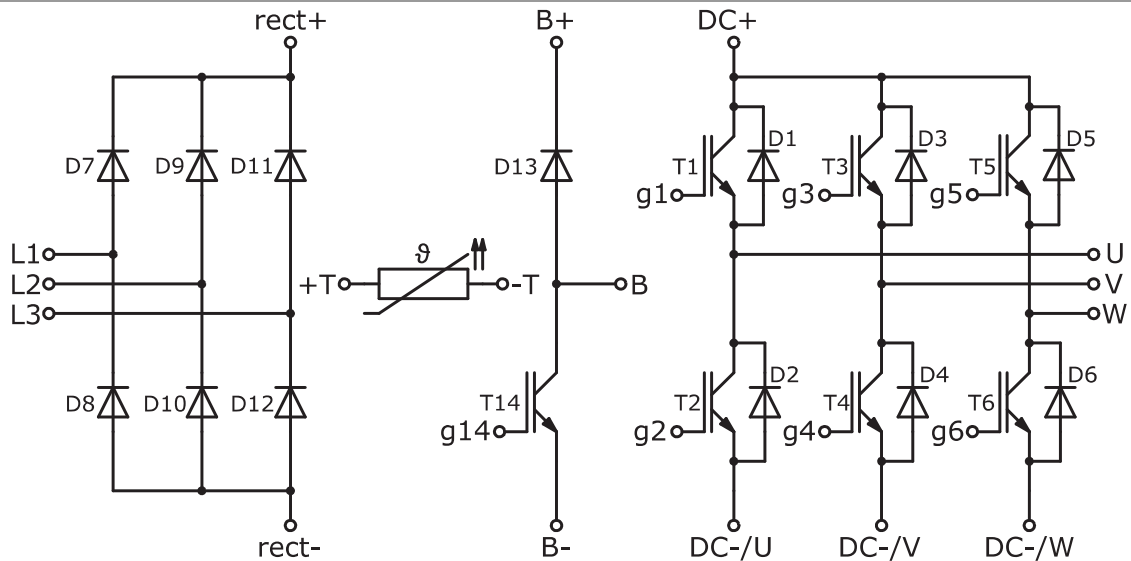 rect+
B+
DC+
D7
D9
D11
D13
T1
D1
T3
D3
T5
D5
g1
g3
g5
L1
L2
L3
+T
ϑ
-T
B
U
V
W
D8
D10
D12
T14
g14
T2
D2
T4
D4
T6
D6
g2
g4
g6
rect-
B-
DC-/U
DC-/V
DC-/W